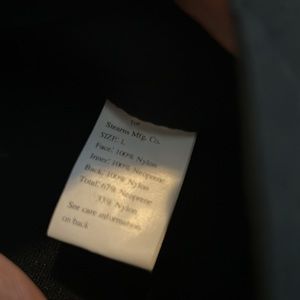 Stearns Mfg. Co.
SIZE: L
Face: 100% Nylon
Inner: 100% Neoprene
Back: 100% Nylon
Total: 67% Neoprene
33% Nylon
See care information
on back